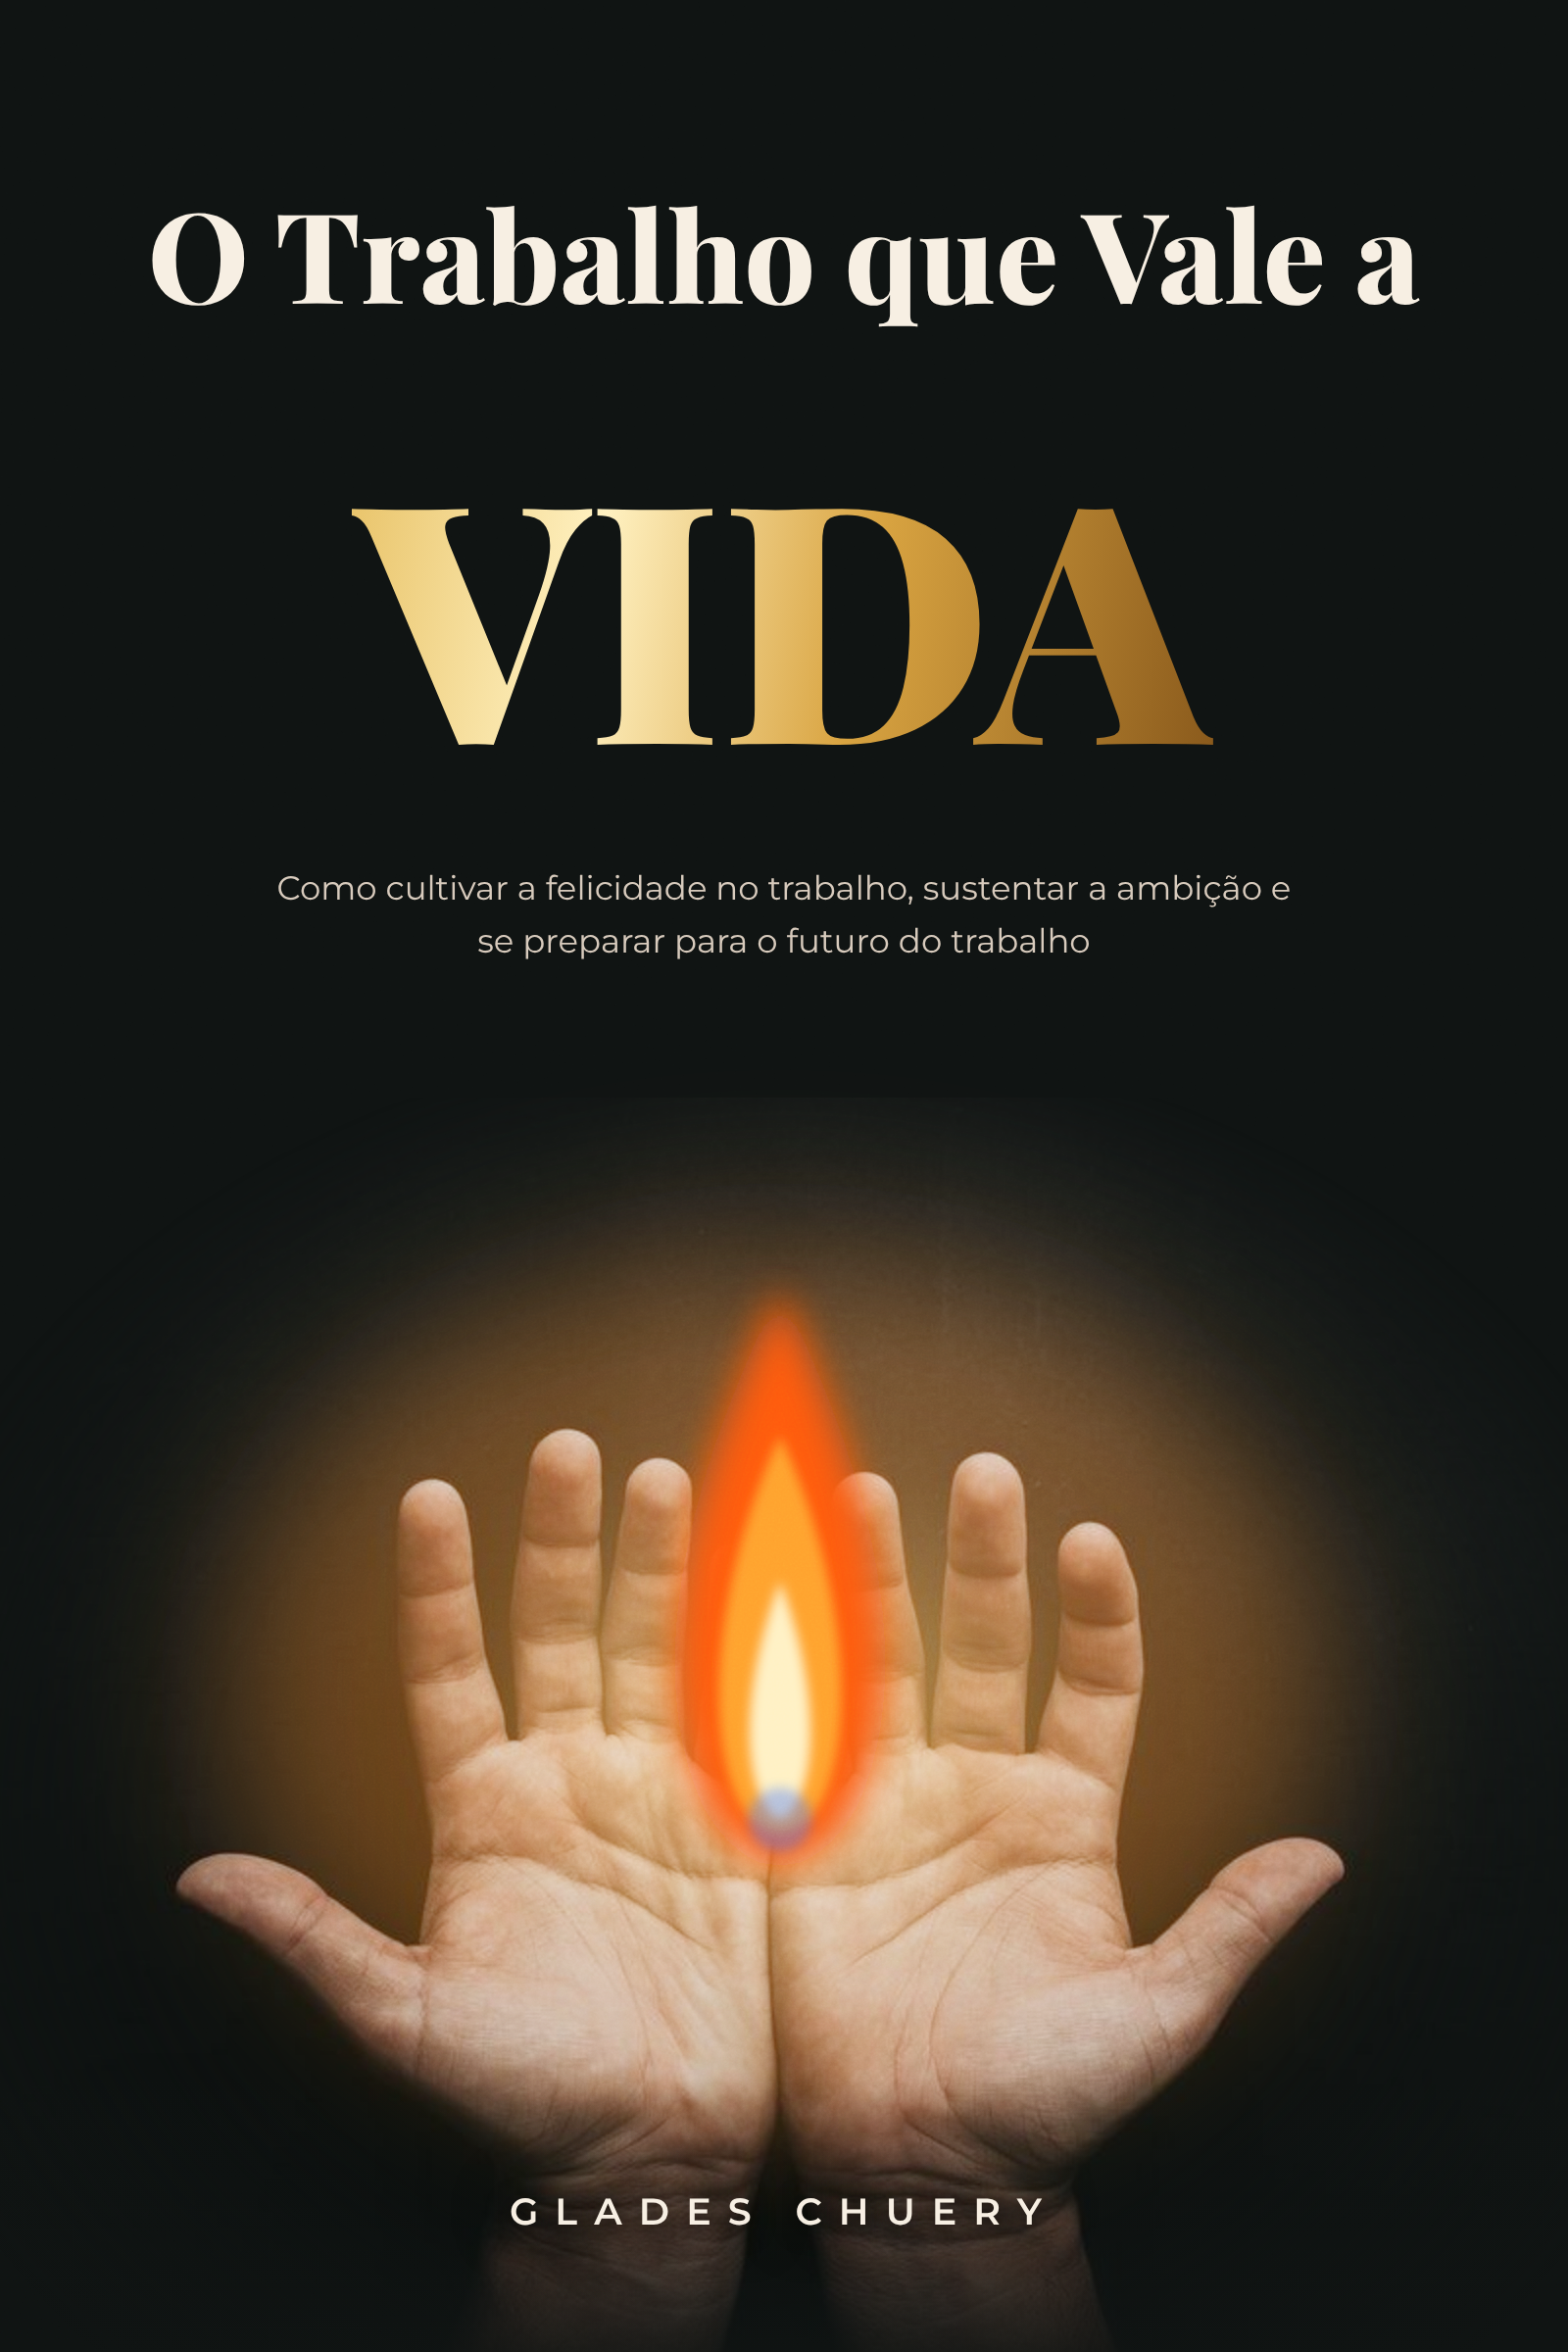 O Trabalho que Vale a
VIDA
Como cultivar a felicidade no trabalho, sustentar a ambição e
se preparar para o futuro do trabalho
GLADES CHUERY